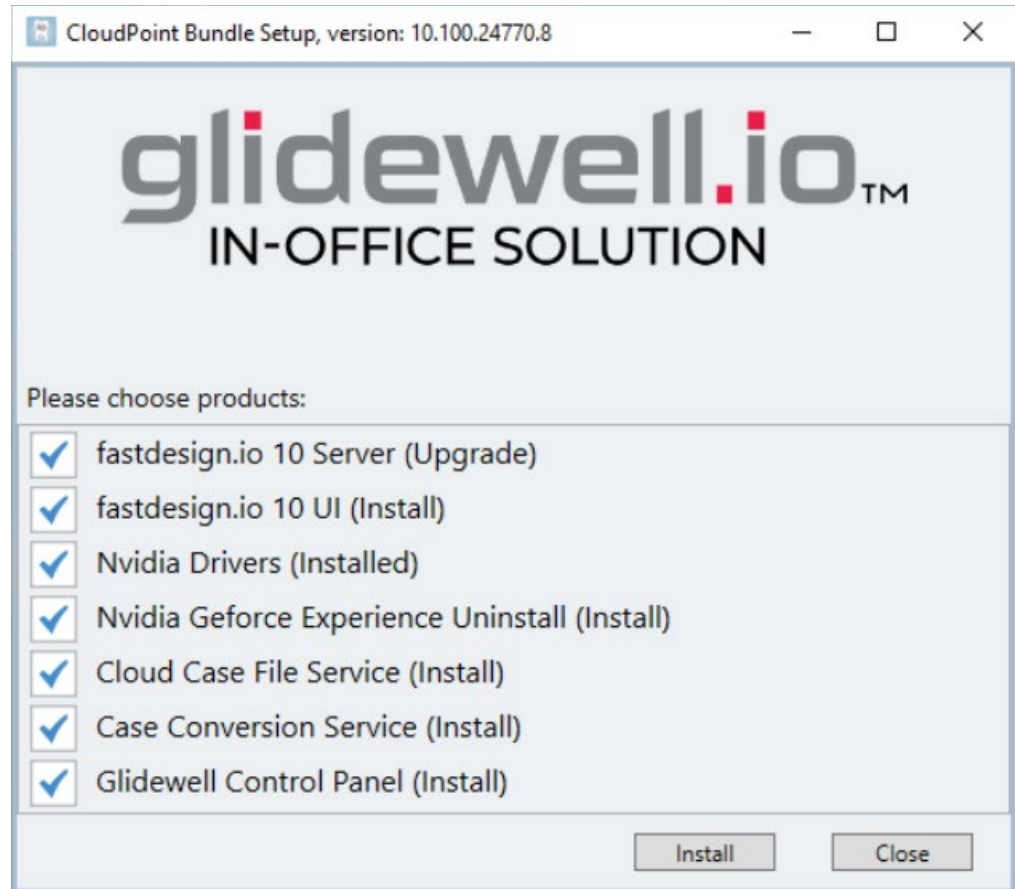 CloudPoint Bundle Setup, version: 10.100.24770.8
glidewell.io™
IN-OFFICE SOLUTION
Please choose products:
fastdesign.io 10 Server (Upgrade)
fastdesign.io 10 UI (Install)
Nvidia Drivers (Installed)
Nvidia Geforce Experience Uninstall (Install)
Cloud Case File Service (Install)
Case Conversion Service (Install)
Glidewell Control Panel (Install)
Install Close